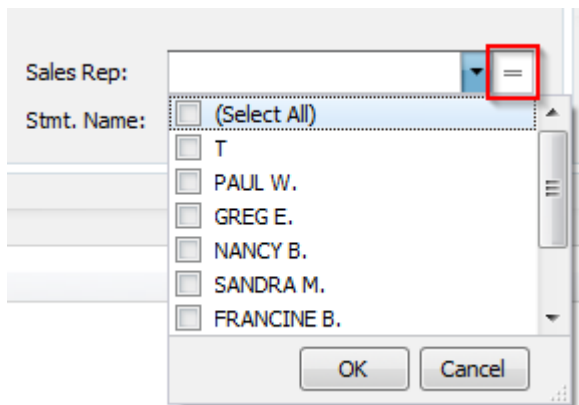 Sales Rep:
=
Stmt. Name:
(Select All)
T
PAUL W.
GREG E.
NANCY B.
SANDRA M.
FRANCINE B.
OK Cancel